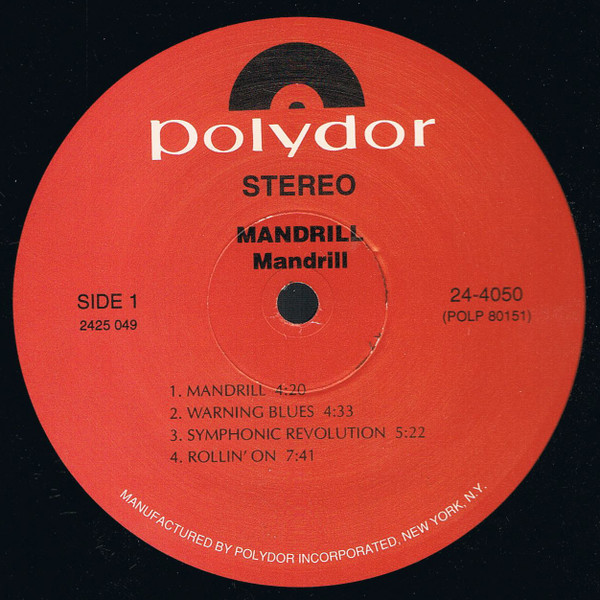 polydor
STEREO
MANDRILL
Mandrill
SIDE 1
2425 049
24-4050
(POLP 80151)
1. MANDRILL 4:20
2. WARNING BLUES 4:33
3. SYMPHONIC REVOLUTION 5:22
4. ROLLIN' ON 7:41
MANUFACTURED BY POLYDOR INCORPORATED, NEW YORK, N.Y.